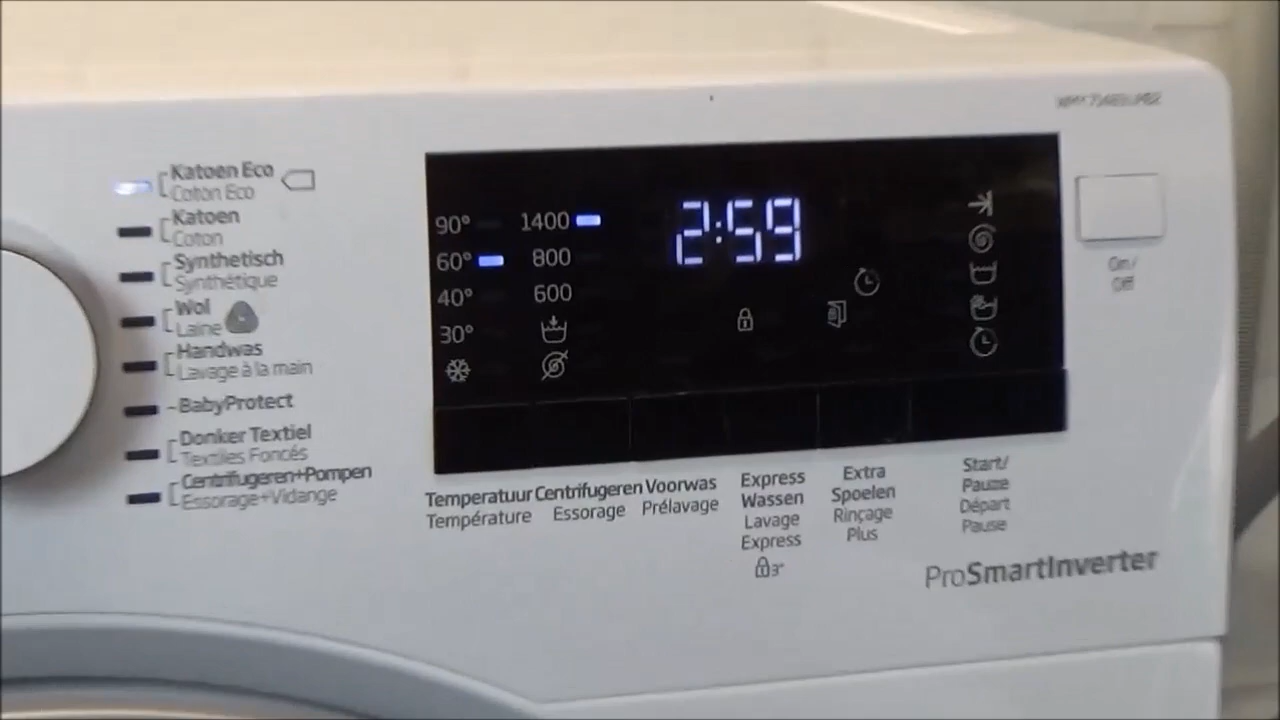 Katoen Eco
Coton Eco
Katoen
Coton
Synthetisch
Synthétique
Wol
Laine
Handwas
Lavage à la main
BabyProtect
Donker Textiel
Textiles Foncés
Centrifugeren+Pompen
Essorage+Vidange
90° 1400
60° 800
40° 600
30°
2:59
On/
Off
Temperatuur
Température
Centrifugeren
Essorage
Voorwas
Prélavage
Express
Wassen
Lavage
Express
3"
Extra
Spoelen
Rinçage
Plus
Start/
Pauze
Départ
Pause
ProSmartInverter